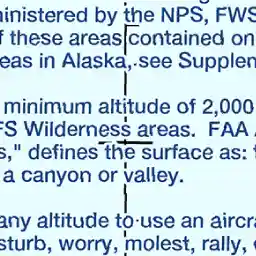 ministered by the NPS, FWS
f these areas contained on
eas in Alaska, see Supplem
minimum altitude of 2,000
FS Wilderness areas. FAA A
s," defines the surface as: t
a canyon or valley.
any altitude to use an aircra
sturb, worry, molest, rally,